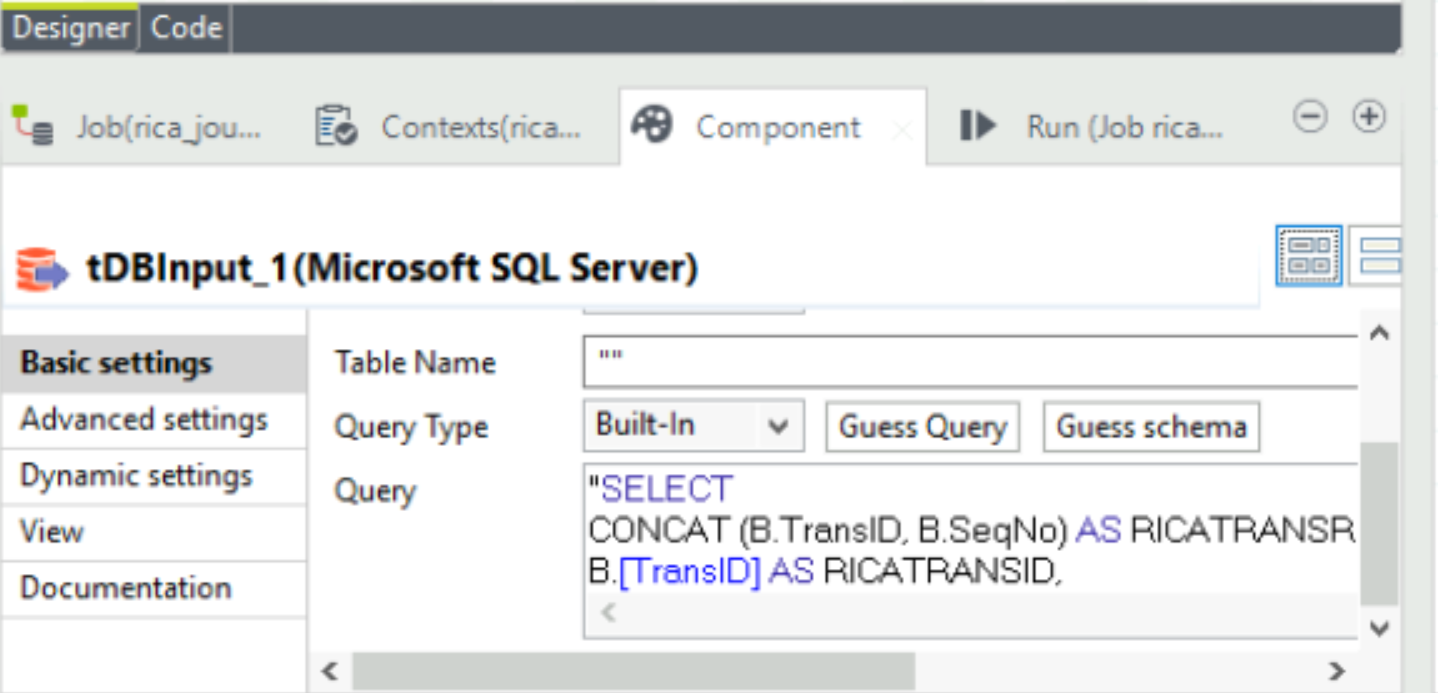 Designer Code
Job(rica_jou... Contexts(rica... Component Run (Job rica...
tDBInput_1(Microsoft SQL Server)
Basic settings
Advanced settings
Dynamic settings
View
Documentation
Table Name ""
Query Type Built-In Guess Query Guess schema
Query "SELECT
CONCAT (B.TransID, B.SeqNo) AS RICATRANSR
B.[TransID] AS RICATRANSID,